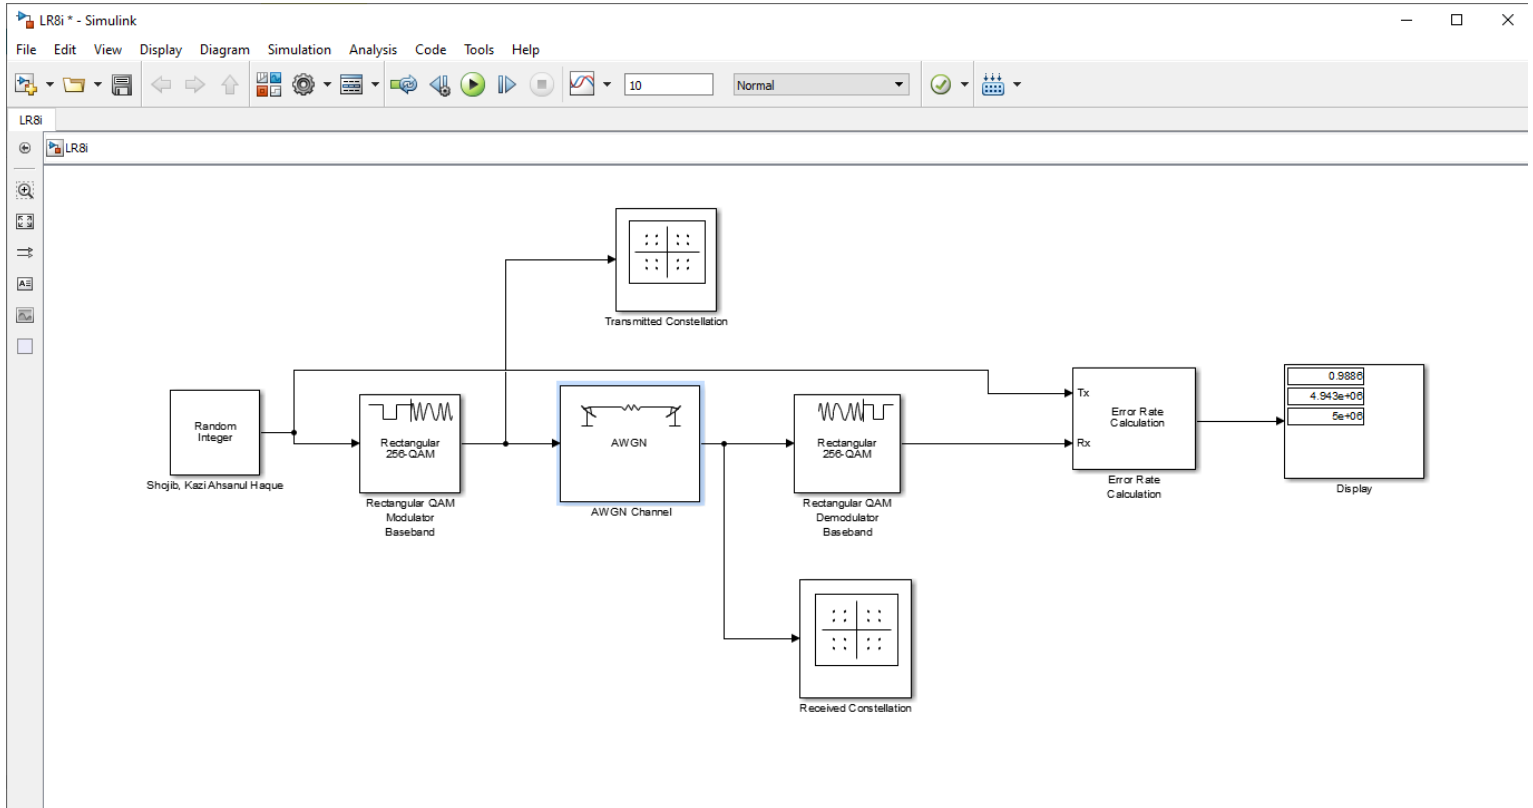 LR8i * - Simulink
File Edit View Display Diagram Simulation Analysis Code Tools Help
10 Normal
LR8i
LR8i
Transmitted Constellation
Random
Integer
Shojib, Kazi Ahsanul Haque
Rectangular
256-QAM
Rectangular QAM
Modulator
Baseband
AWGN
AWGN Channel
Rectangular
256-QAM
Rectangular QAM
Demodulator
Baseband
Tx
Rx
Error Rate
Calculation
Error Rate
Calculation
0.9886
4.943e+06
5e+06
Display
Received Constellation